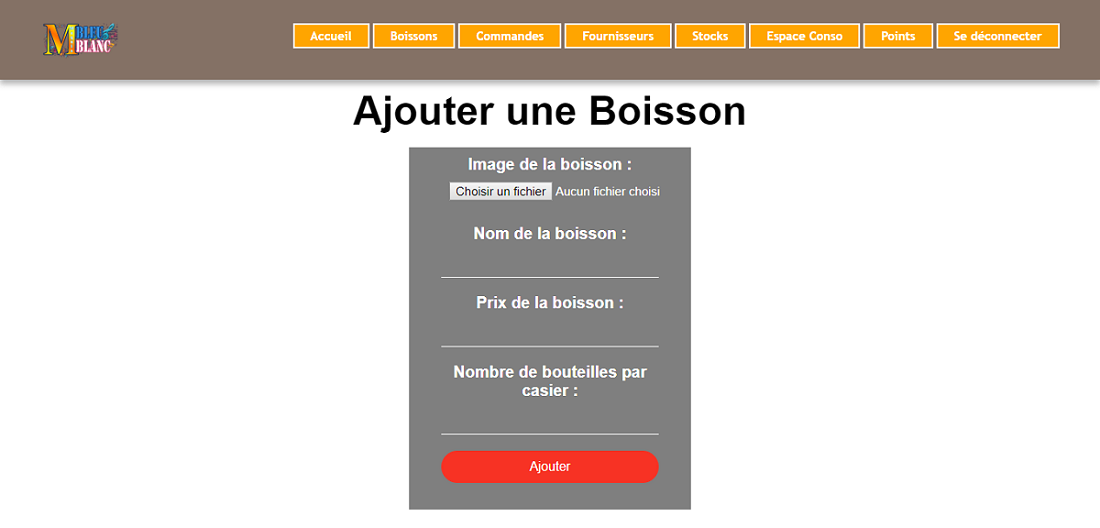 M BLEU
BLANC
Accueil Boissons Commandes Fournisseurs Stocks Espace Conso Points Se déconnecter
Ajouter une Boisson
Image de la boisson :
Choisir un fichier Aucun fichier choisi
Nom de la boisson :
Prix de la boisson :
Nombre de bouteilles par
casier :
Ajouter